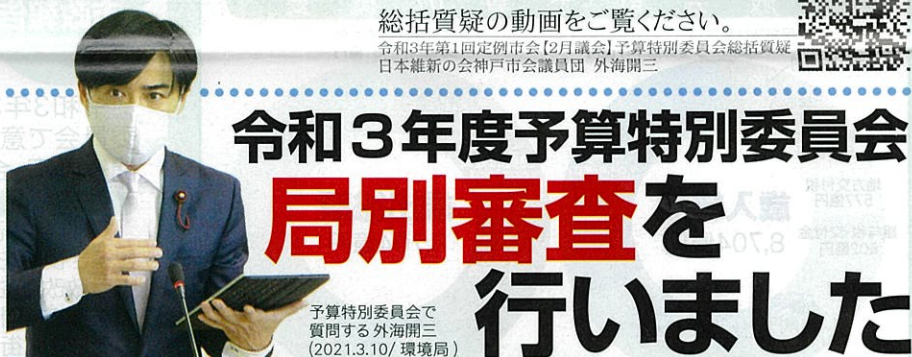 総括質疑の動画をご覧ください。
令和3年第1回定例市会【2月議会】予算特別委員会総括質疑
日本維新の会神戸市会議員団 外海開三
令和3年度予算特別委員会
局別審査を
行いました
予算特別委員会で
質問する外海開三
(2021.3.10/環境局)